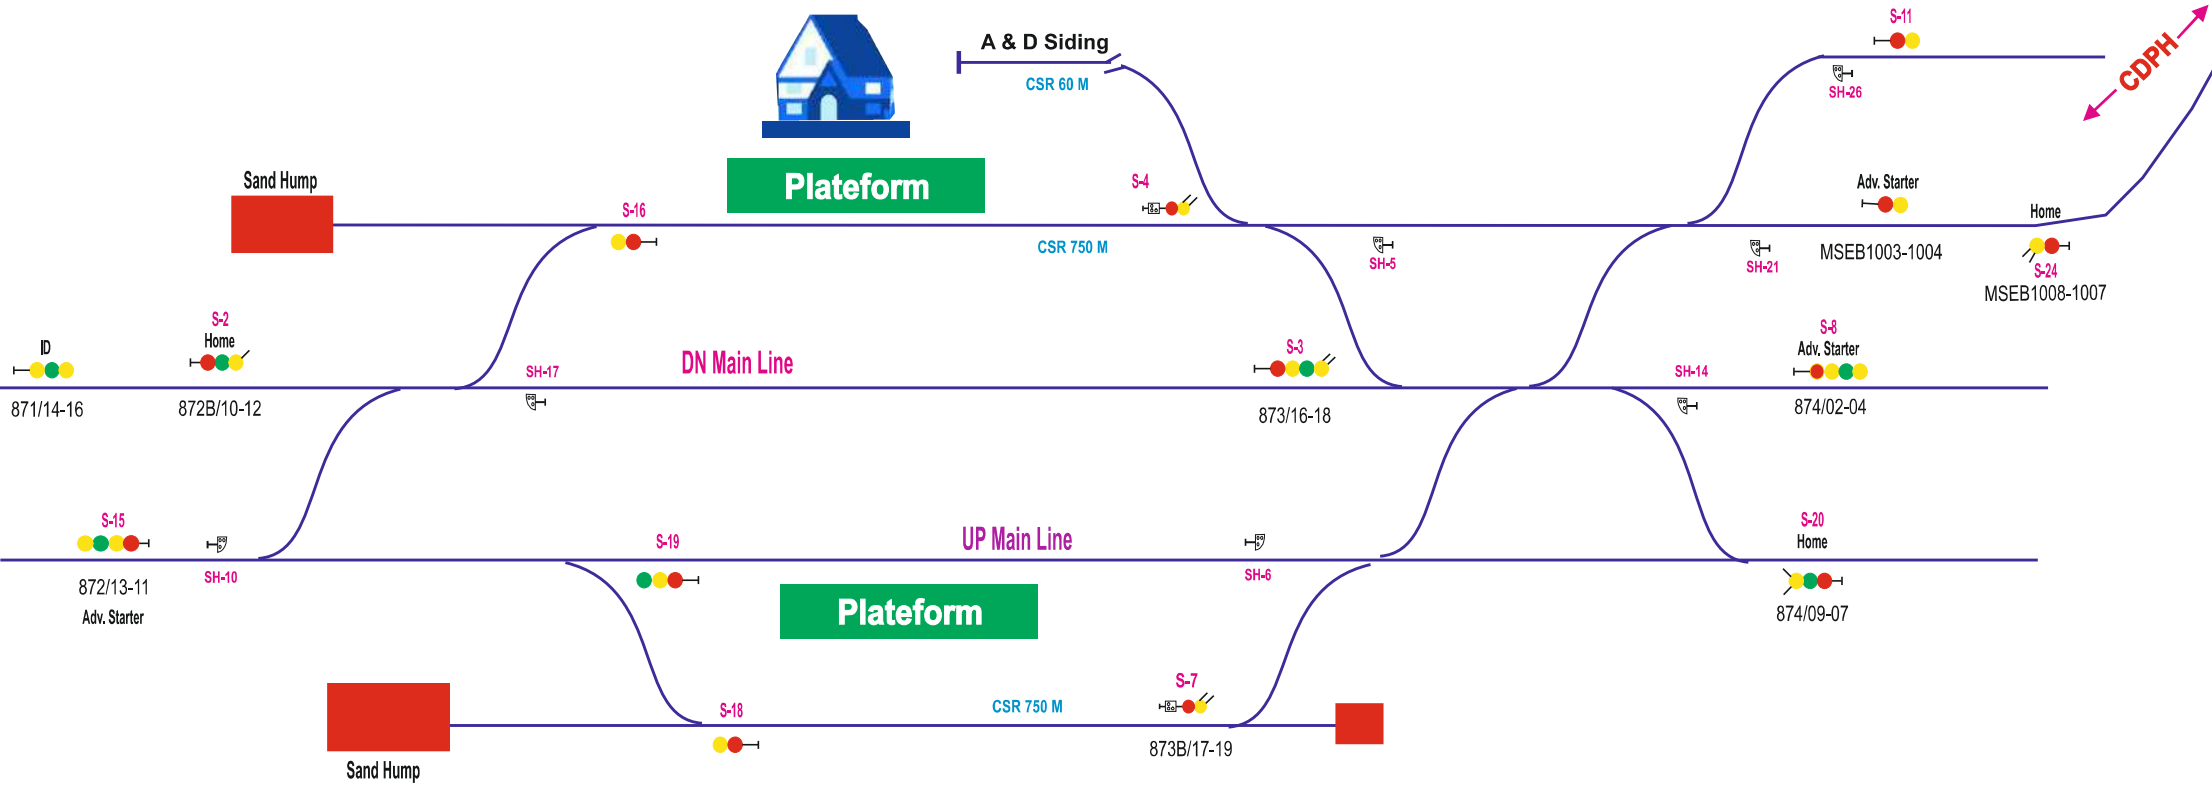 S-11
A & D Siding
CDPH
CSR 60 M
SH-26
Sand Hump
Plateform
S-4
Adv. Starter
S-16
Home
CSR 750 M
SH-5
SH-21
MSEB1003-1004
S-24
MSEB1008-1007
S-2
Home
ID
S-8
Adv. Starter
S-3
DN Main Line
SH-17
SH-14
871/14-16
872B/10-12
873/16-18
874/02-04
S-15
S-19
UP Main Line
S-20
Home
SH-10
SH-6
872/13-11
Adv. Starter
Plateform
874/09-07
S-18
CSR 750 M
S-7
873B/17-19
Sand Hump